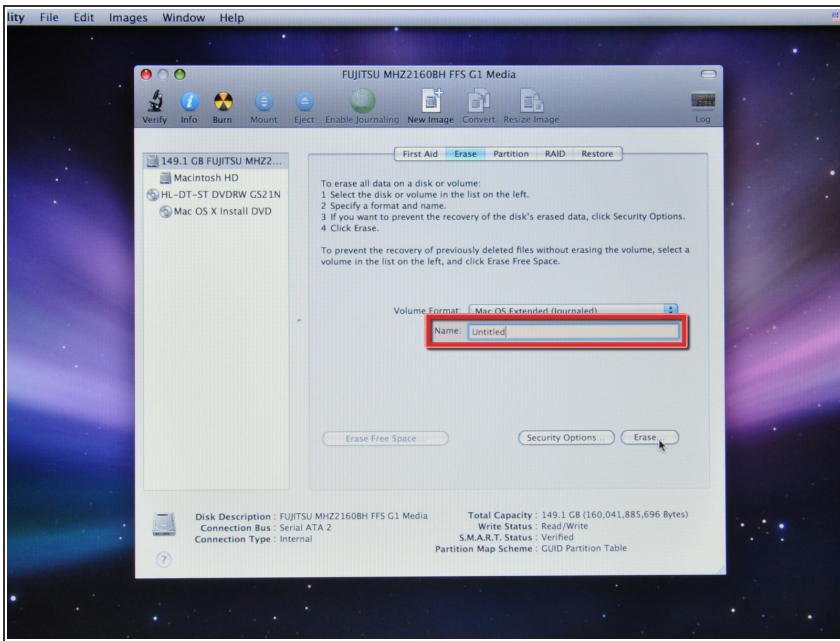 lity File Edit Images Window Help
FUJITSU MHZ2160BH FFS G1 Media
Verify Info Burn Mount Eject Enable Journaling New Image Convert Resize Image Log
149.1 GB FUJITSU MHZ2...
Macintosh HD
HL-DT-ST DVDRW GS21N
Mac OS X Install DVD
First Aid Erase Partition RAID Restore
To erase all data on a disk or volume:
1 Select the disk or volume in the list on the left.
2 Specify a format and name.
3 If you want to prevent the recovery of the disk's erased data, click Security Options.
4 Click Erase.
To prevent the recovery of previously deleted files without erasing the volume, select a
volume in the list on the left, and click Erase Free Space.
Volume Format: Mac OS Extended (Journaled)
Name: Untitled
Erase Free Space... Security Options... Erase...
Disk Description : FUJITSU MHZ2160BH FFS G1 Media
Connection Bus : Serial ATA 2
Connection Type : Internal
Total Capacity : 149.1 GB (160,041,885,696 Bytes)
Write Status : Read/Write
S.M.A.R.T. Status : Verified
Partition Map Scheme : GUID Partition Table
?